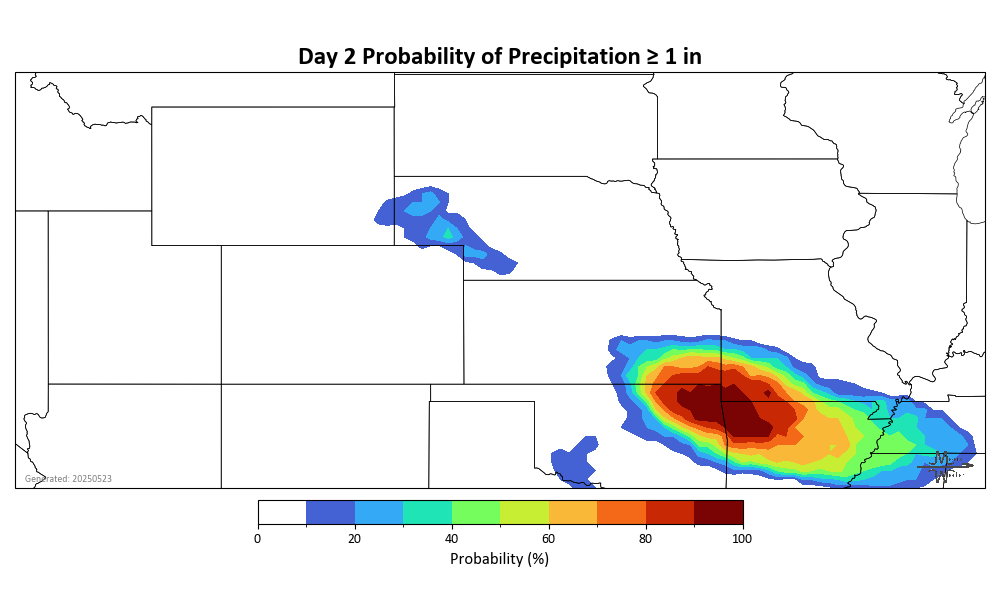 Day 2 Probability of Precipitation ≥ 1 in
Generated: 20250523
0 20 40 60 80 100
Probability (%)